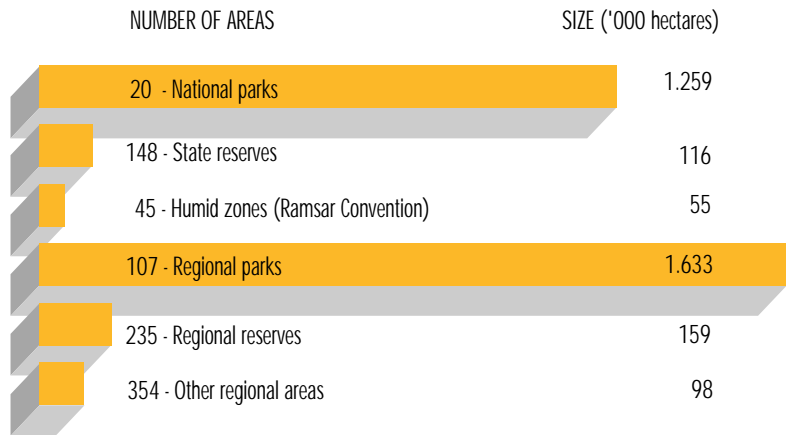 NUMBER OF AREAS SIZE ('000 hectares)
20 - National parks 1.259
148 - State reserves 116
45 - Humid zones (Ramsar Convention) 55
107 - Regional parks 1.633
235 - Regional reserves 159
354 - Other regional areas 98